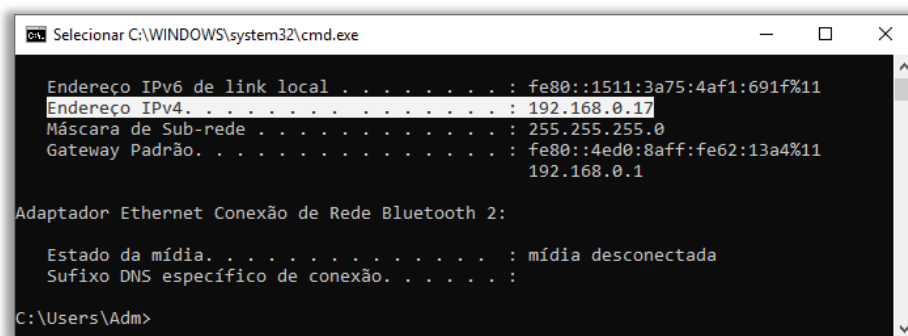 Selecionar C:\WINDOWS\system32\cmd.exe
Endereço IPv6 de link local . . . . . . . . : fe80::1511:3a75:4af1:691f%11
Endereço IPv4. . . . . . . .  . . . . . . . : 192.168.0.17
Máscara de Sub-rede . . . . . . . . . . . . : 255.255.255.0
Gateway Padrão. . . . . . . . . . . . . . . : fe80::4ed0:8aff:fe62:13a4%11
192.168.0.1
Adaptador Ethernet Conexão de Rede Bluetooth 2:
Estado da mídia. . . . . . . . . . . . . .  : mídia desconectada
Sufixo DNS específico de conexão. . . . . . :
C:\Users\Adm>